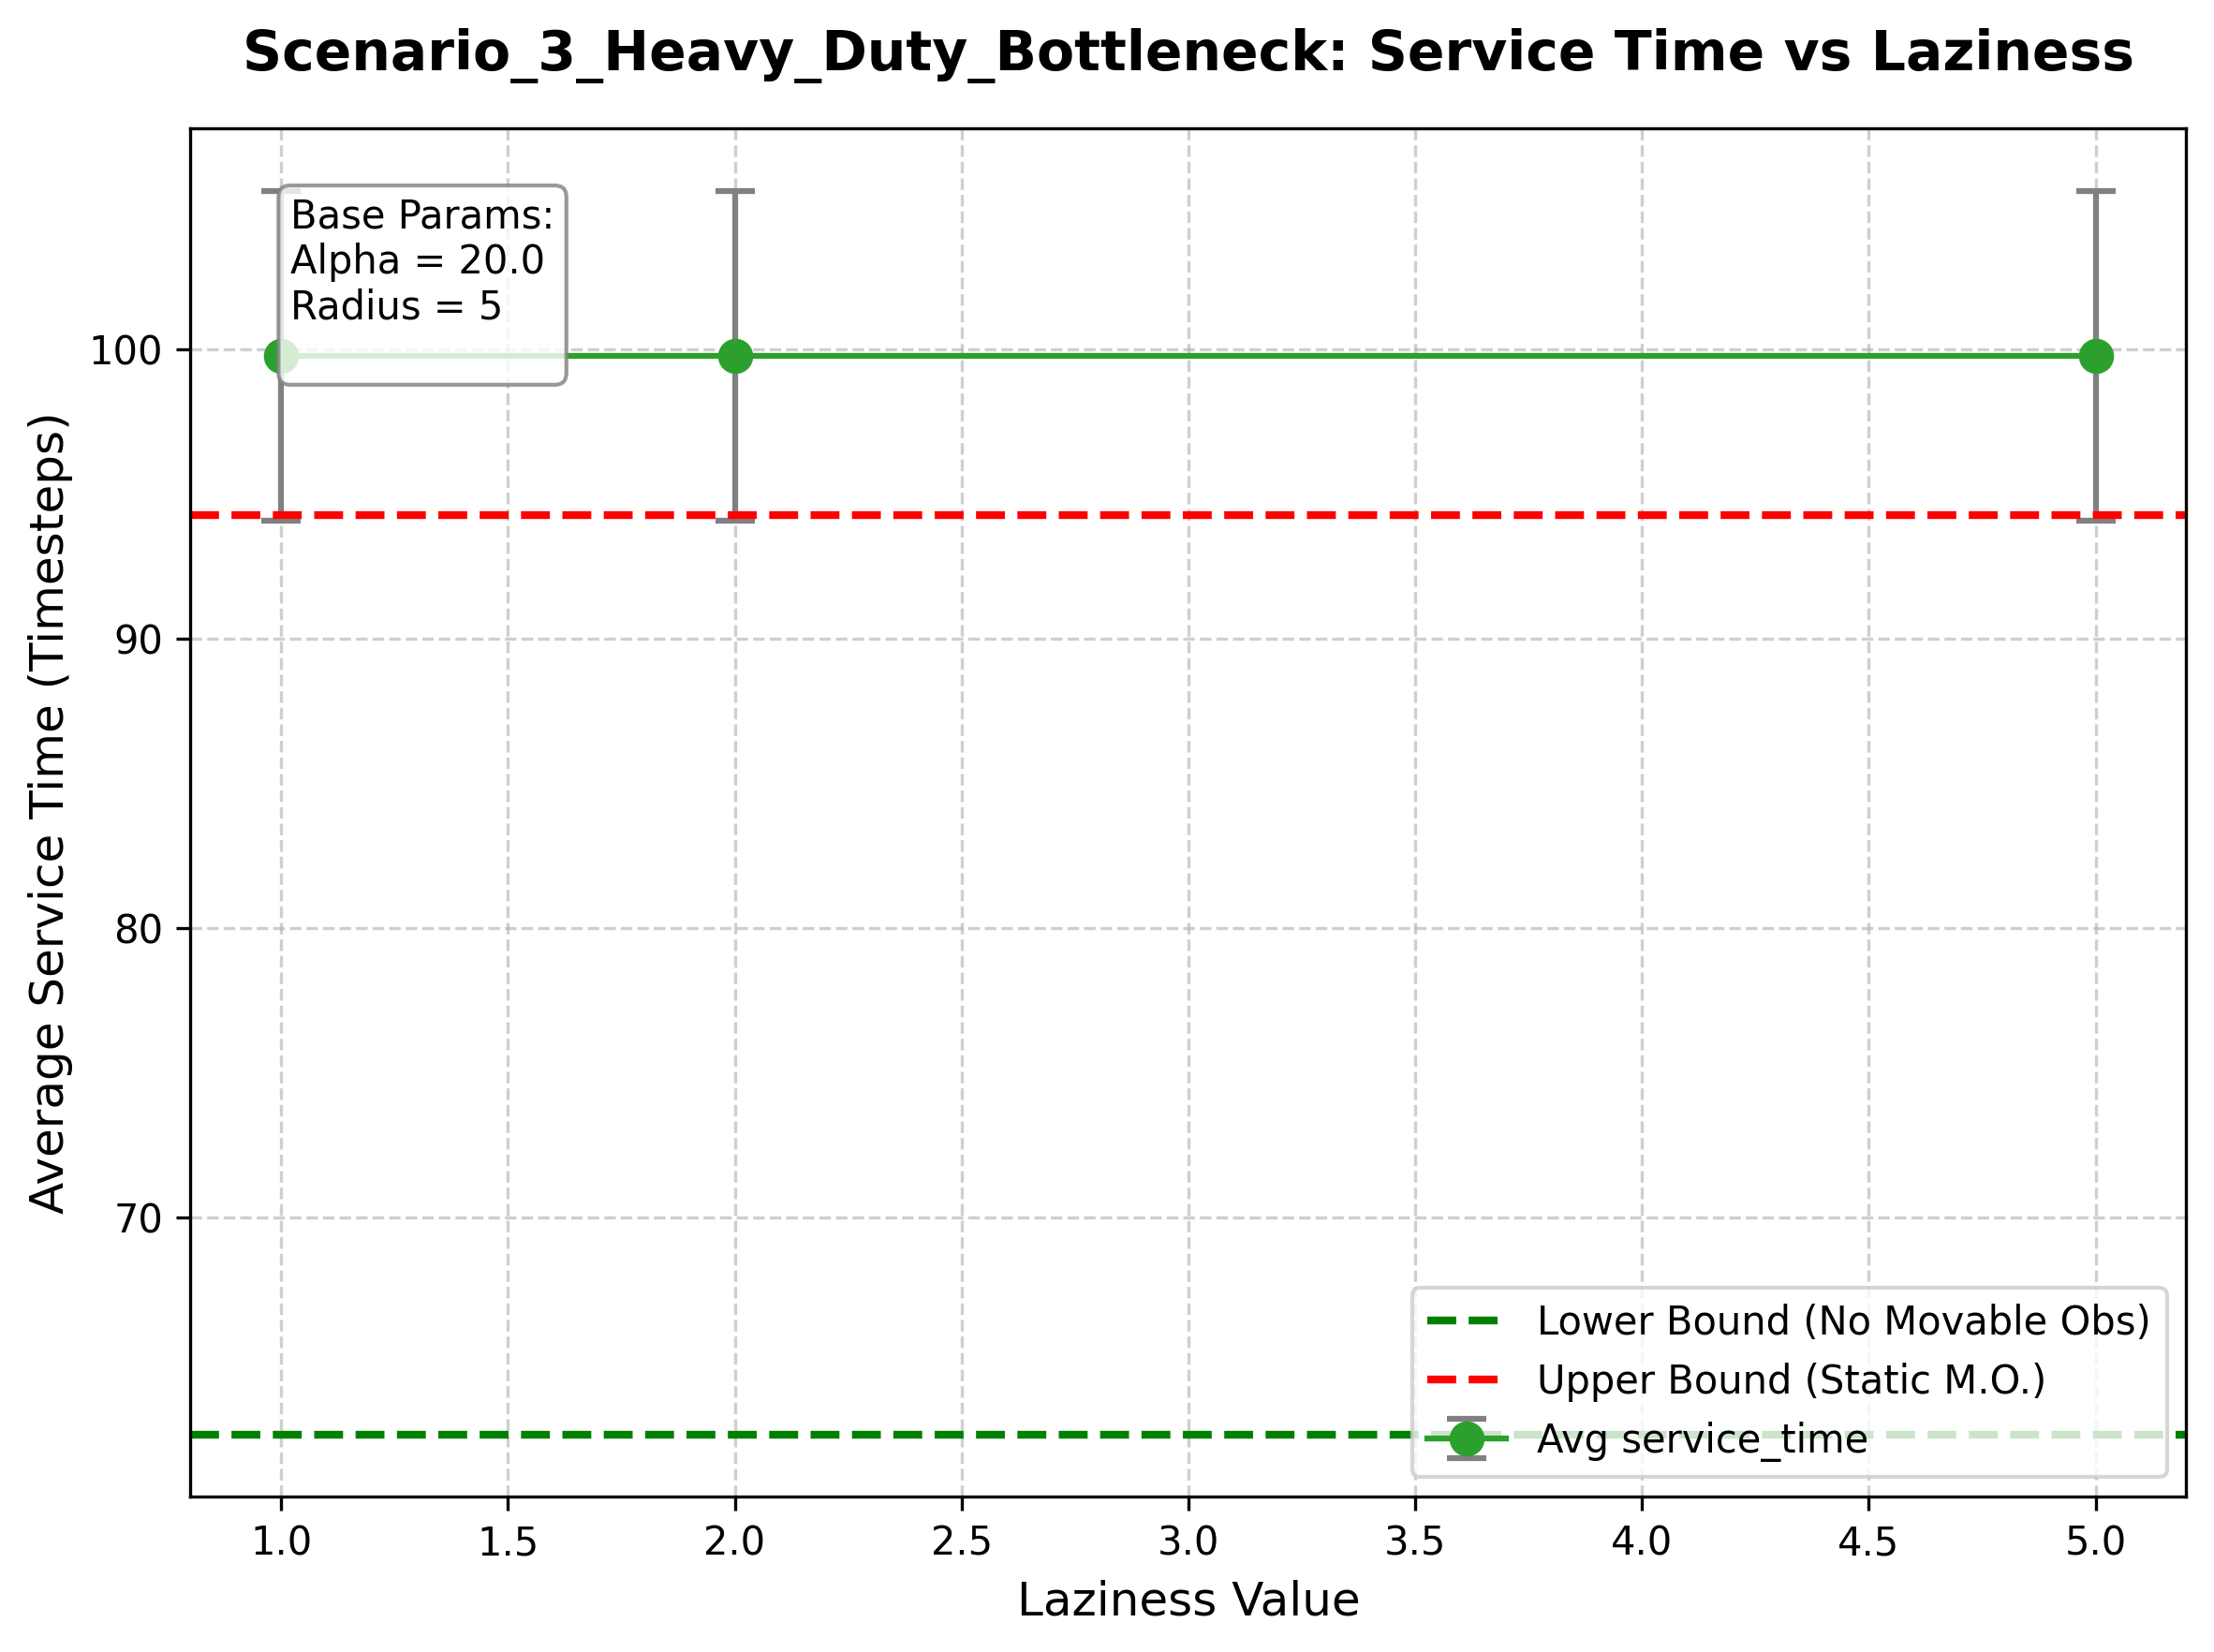 Scenario_3_Heavy_Duty_Bottleneck: Service Time vs Laziness
Base Params:
Alpha = 20.0
Radius = 5
Average Service Time (Timesteps)
100
90
80
70
Lower Bound (No Movable Obs)
Upper Bound (Static M.O.)
Avg service_time
1.0 1.5 2.0 2.5 3.0 3.5 4.0 4.5 5.0
Laziness Value